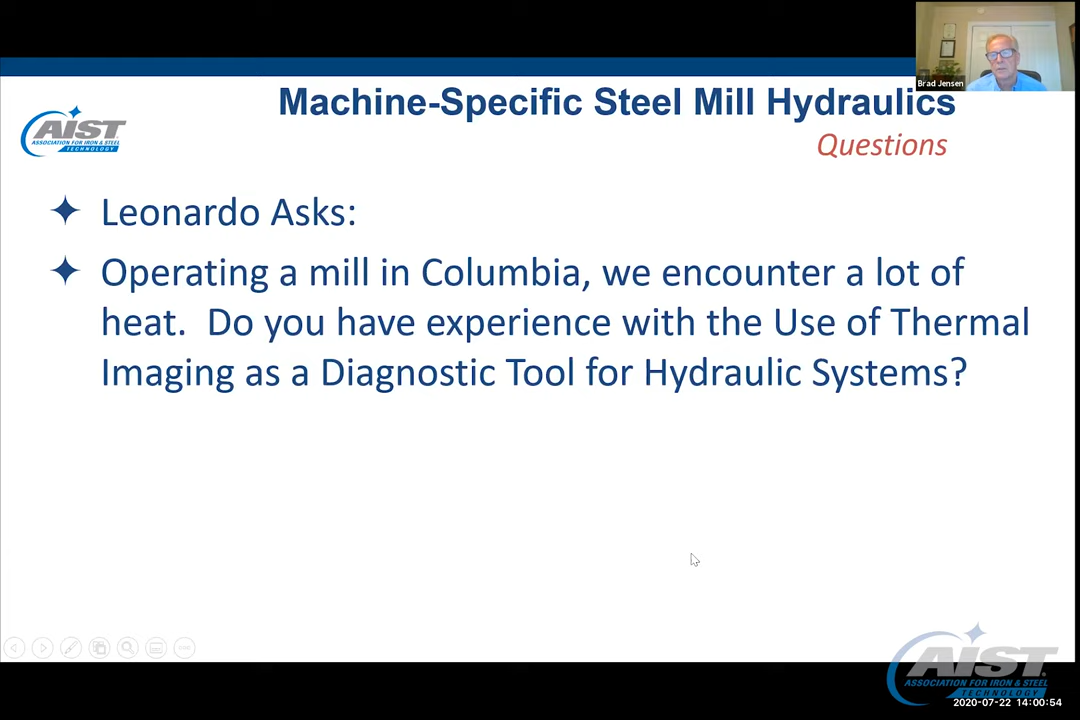 Brad Jensen
Machine-Specific Steel Mill Hydraulics
AIST
ASSOCIATION FOR IRON & STEEL
TECHNOLOGY
Questions
Leonardo Asks:
Operating a mill in Columbia, we encounter a lot of
heat. Do you have experience with the Use of Thermal
Imaging as a Diagnostic Tool for Hydraulic Systems?
AIST
ASSOCIATION FOR IRON & STEEL
TECHNOLOGY
2020-07-22 14:00:54